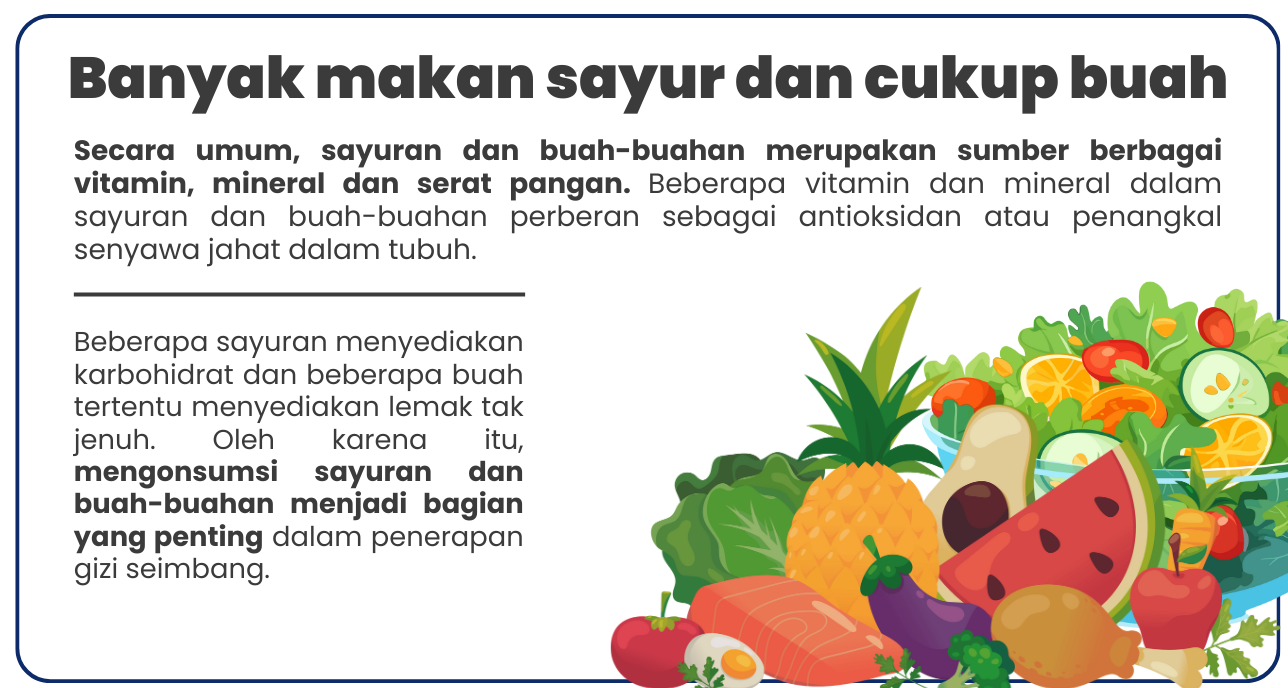 Banyak makan sayur dan cukup buah
Secara umum, sayuran dan buah-buahan merupakan sumber berbagai
vitamin, mineral dan serat pangan. Beberapa vitamin dan mineral dalam
sayuran dan buah-buahan perberan sebagai antioksidan atau penangkal
senyawa jahat dalam tubuh.
Beberapa sayuran menyediakan
karbohidrat dan beberapa buah
tertentu menyediakan lemak tak
jenuh. Oleh karena itu,
mengonsumsi sayuran dan
buah-buahan menjadi bagian
yang penting dalam penerapan
gizi seimbang.